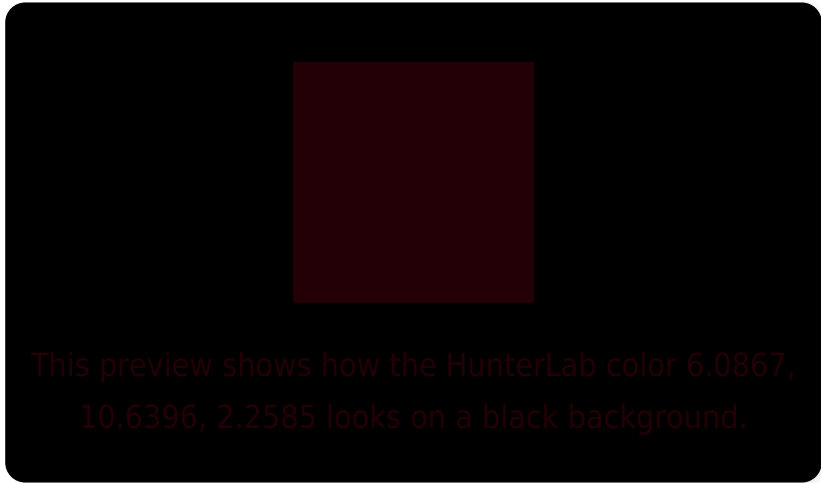 This preview shows how the HunterLab color 6.0867,
10.6396, 2.2585 looks on a black background.